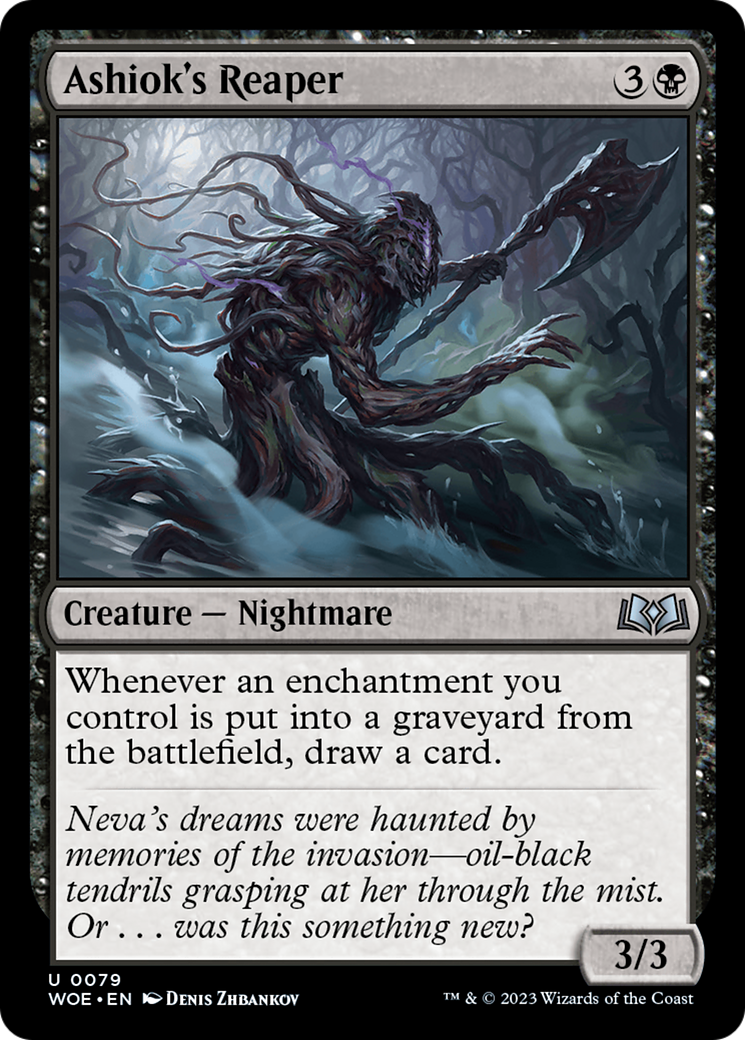 Ashiok's Reaper 3
Creature — Nightmare
Whenever an enchantment you
control is put into a graveyard from
the battlefield, draw a card.
Neva's dreams were haunted by
memories of the invasion—oil-black
tendrils grasping at her through the mist.
Or . . . was this something new?
3/3
U 0079
WOE • EN Denis Zhbankov
™ & © 2023 Wizards of the Coast